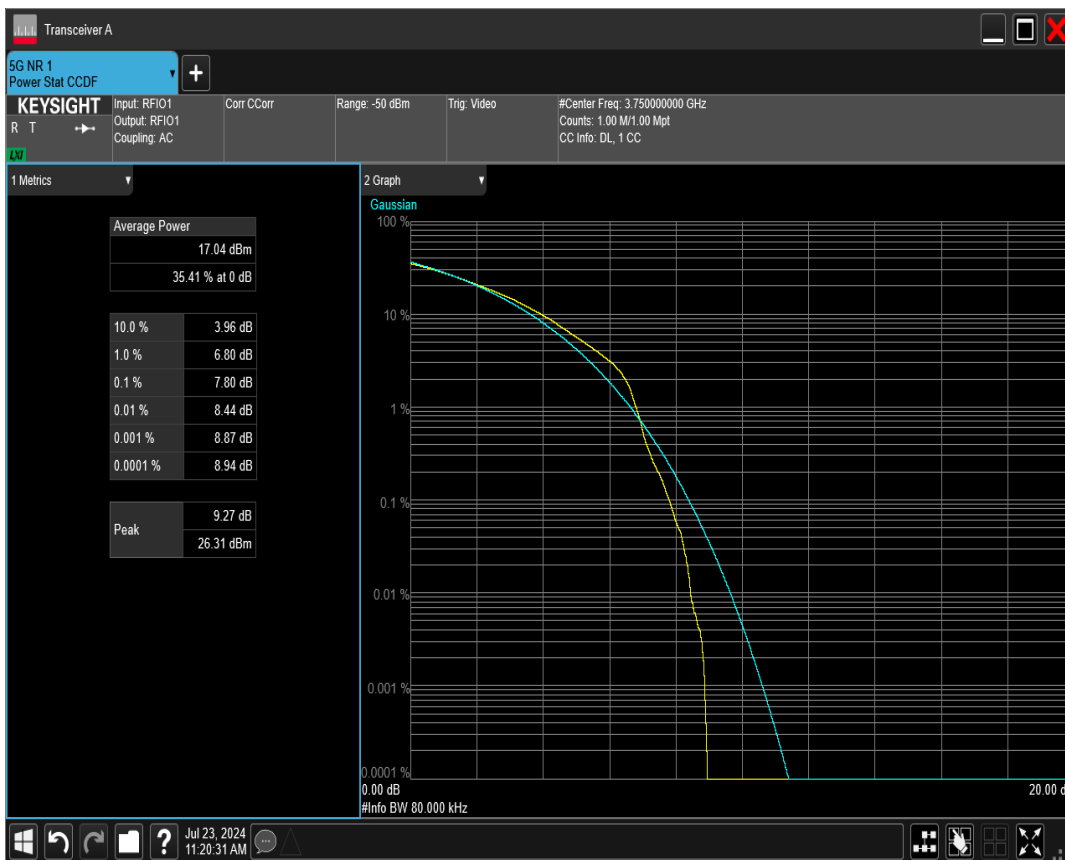 Transceiver A
5G NR 1
Power Stat CCDF
KEYSIGHT
R T
LXI
Input: RFIO1
Output: RFIO1
Coupling: AC
Corr CCorr
Range: -50 dBm
Trig: Video
#Center Freq: 3.750000000 GHz
Counts: 1.00 M/1.00 Mpt
CC Info: DL, 1 CC
1 Metrics
Average Power
17.04 dBm
35.41 % at 0 dB
10.0 % 3.96 dB
1.0 % 6.80 dB
0.1 % 7.80 dB
0.01 % 8.44 dB
0.001 % 8.87 dB
0.0001 % 8.94 dB
Peak 9.27 dB
26.31 dBm
2 Graph
Gaussian
100 %
10 %
1 %
0.1 %
0.01 %
0.001 %
0.0001 %
0.00 dB 20.00 d
#Info BW 80.000 kHz
? Jul 23, 2024
11:20:31 AM